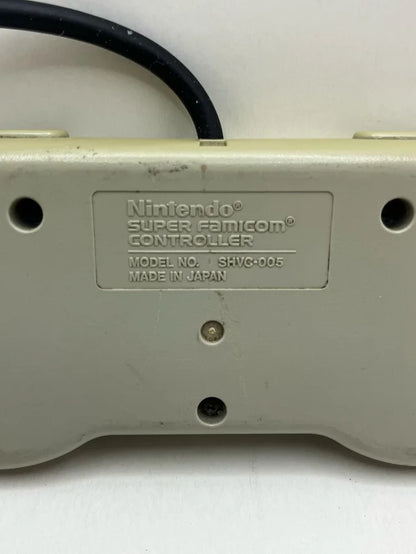 Nintendo®
SUPER FAMICOM®
CONTROLLER
MODEL NO. SHVC-005
MADE IN JAPAN